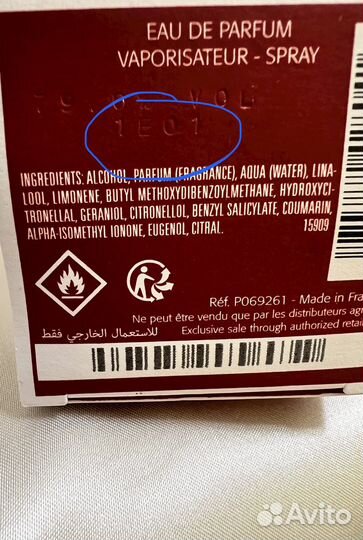 EAU DE PARFUM
VAPORISATEUR - SPRAY
VOL
1E01
INGREDIENTS: ALCOHOL, PARFUM (FRAGRANCE), AQUA (WATER), LINA-
LOOL, LIMONENE, BUTYL METHOXYDIBENZOYLMETHANE, HYDROXYCI-
TRONELLAL, GERANIOL, CITRONELLOL, BENZYL SALICYLATE, COUMARIN,
ALPHA-ISOMETHYL IONONE, EUGENOL, CITRAL.
15909
Réf. P069261 - Made in Fra
Ne peut être vendu que par les distributeurs agr
للاستعمال الخارجي فقط
Exclusive sale through authorized retai
Avito